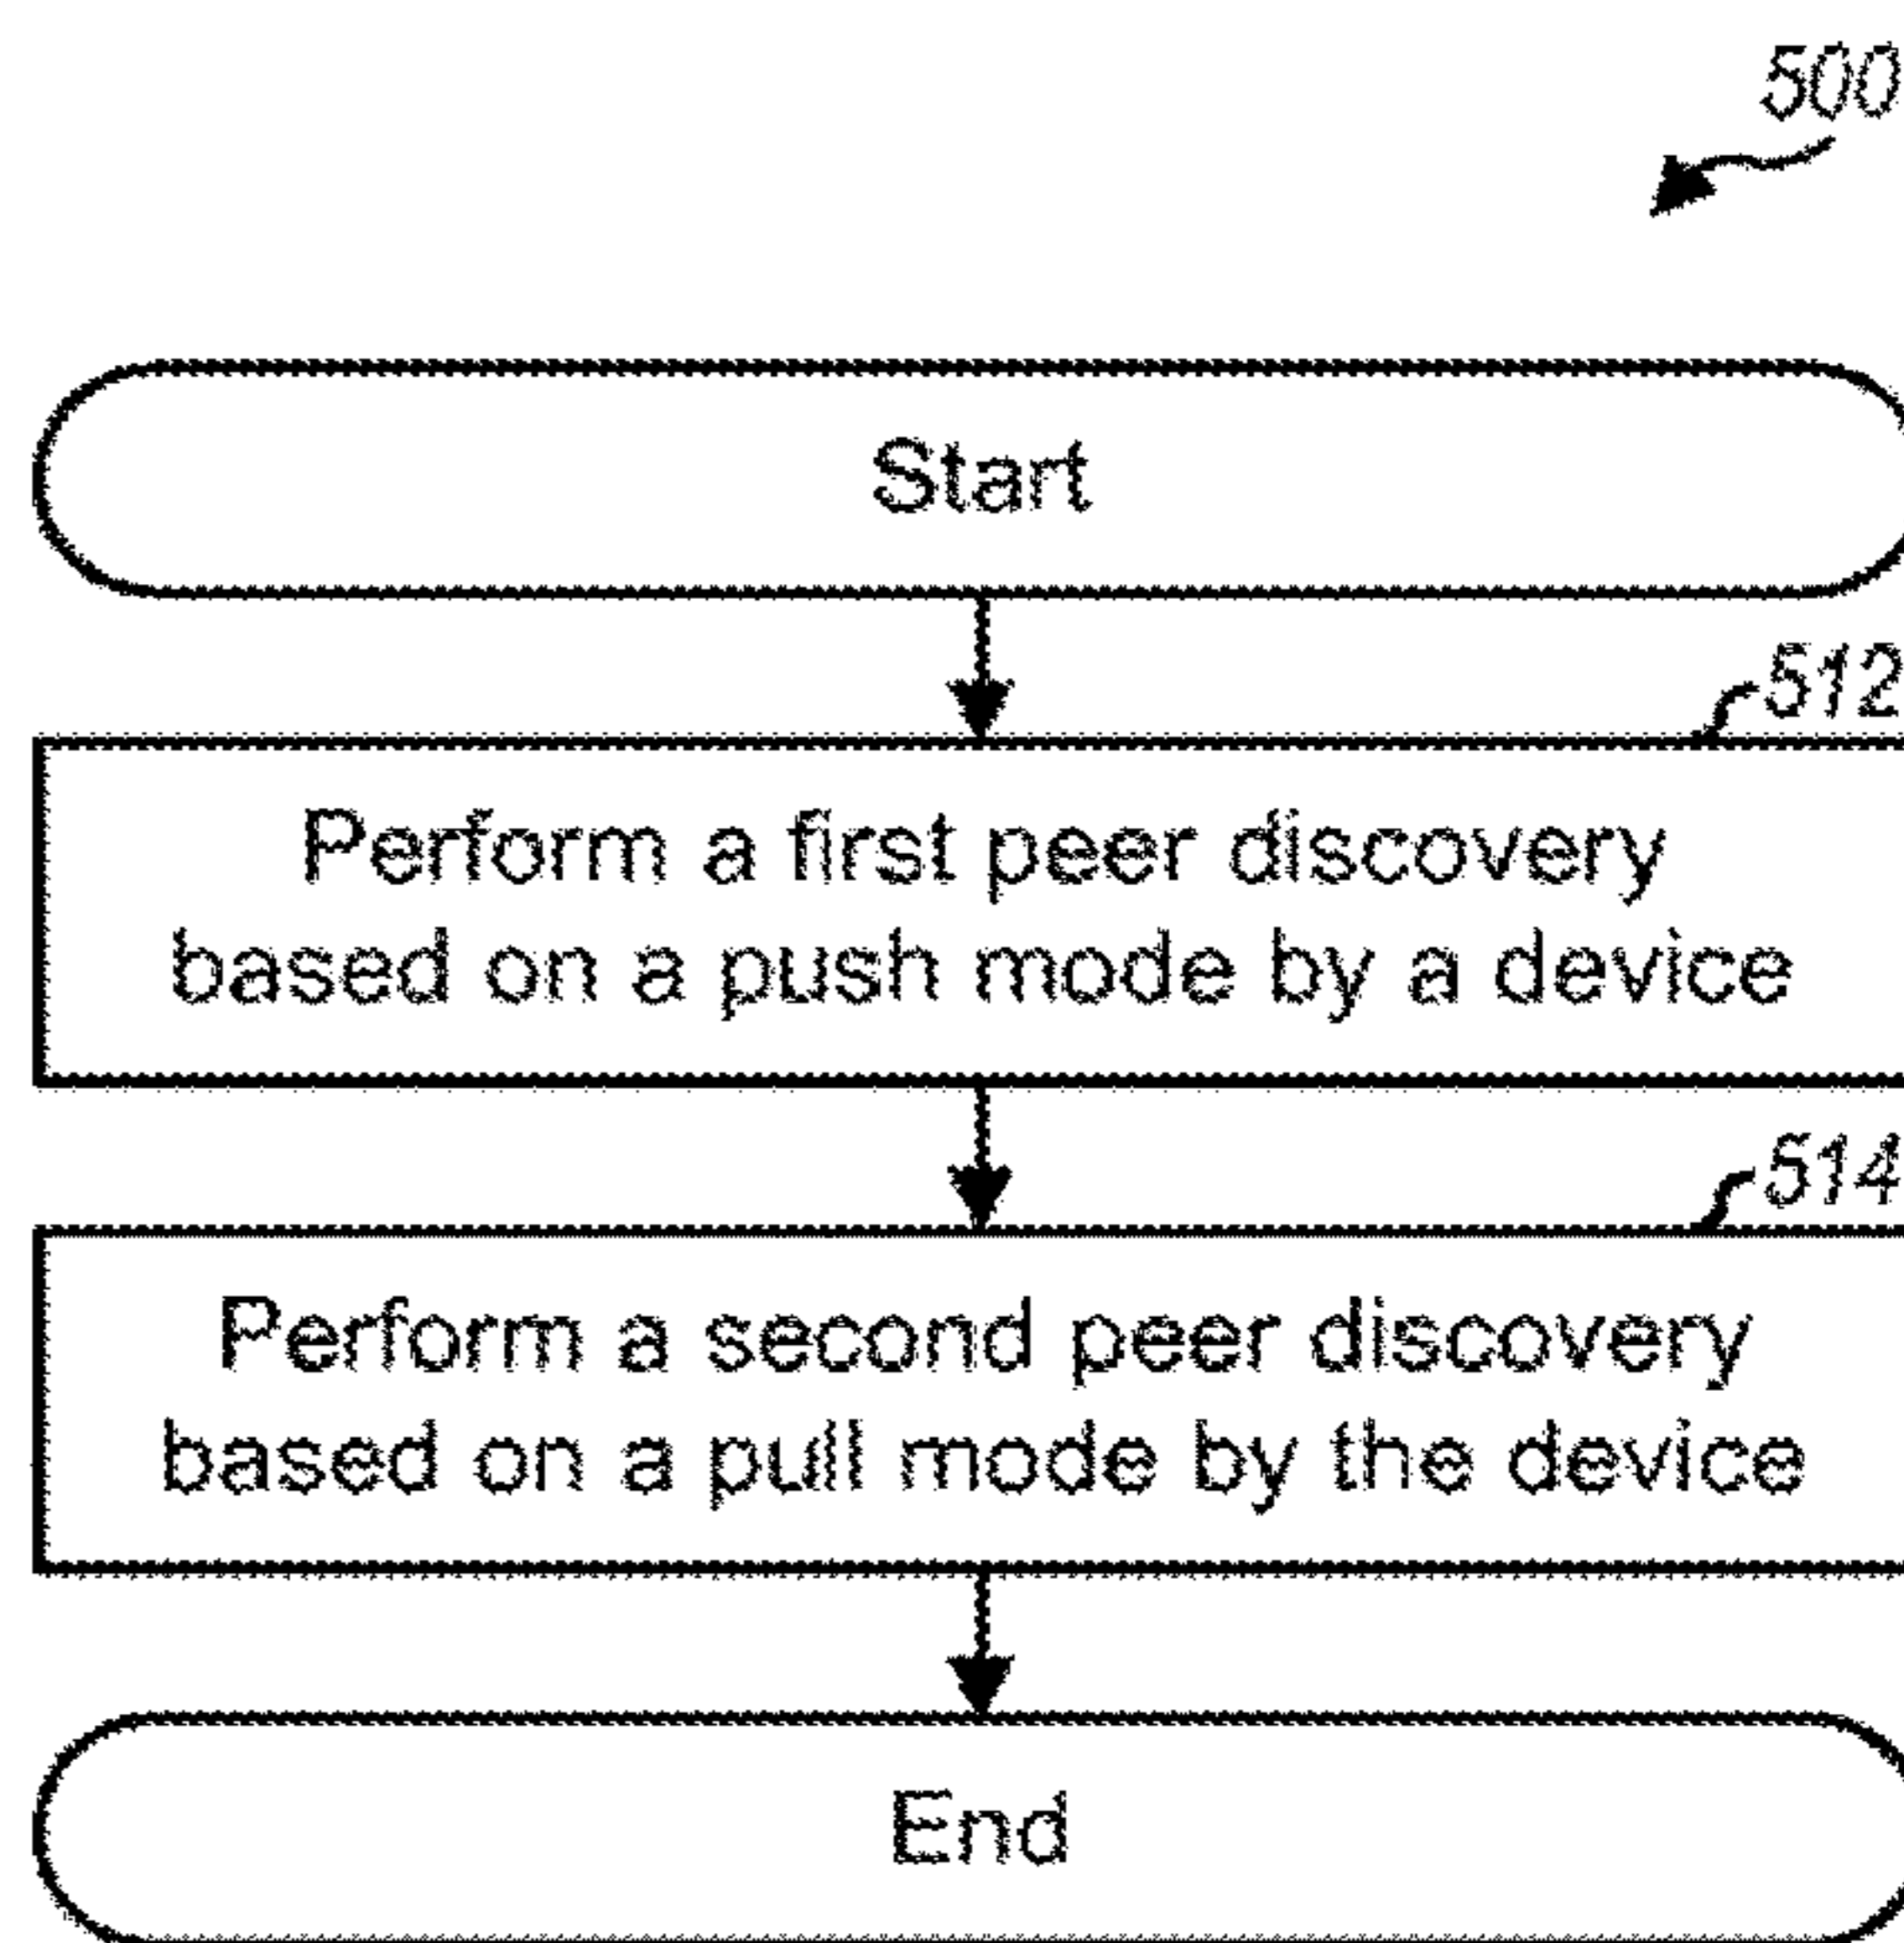 500
Start
512
Perform a first peer discovery
based on a push mode by a device
514
Perform a second peer discovery
based on a pull mode by the device
End